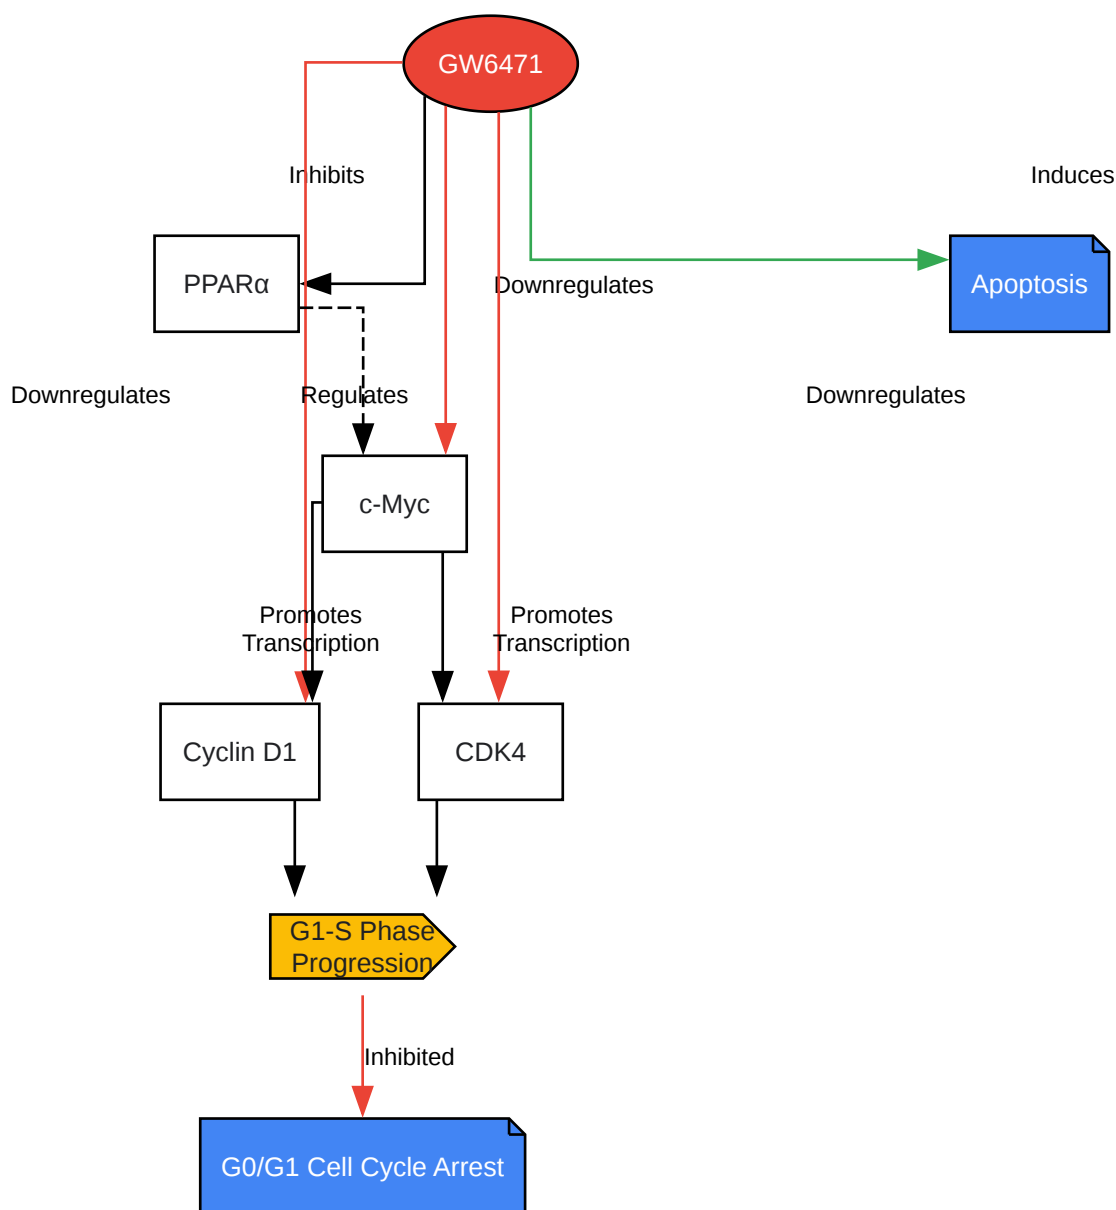 GW6471
Inhibits
Induces
PPARα
Downregulates
Apoptosis
Downregulates
Regulates
Downregulates
c-Myc
Promotes
Transcription
Promotes
Transcription
Cyclin D1
CDK4
G1-S Phase
Progression
Inhibited
G0/G1 Cell Cycle Arrest